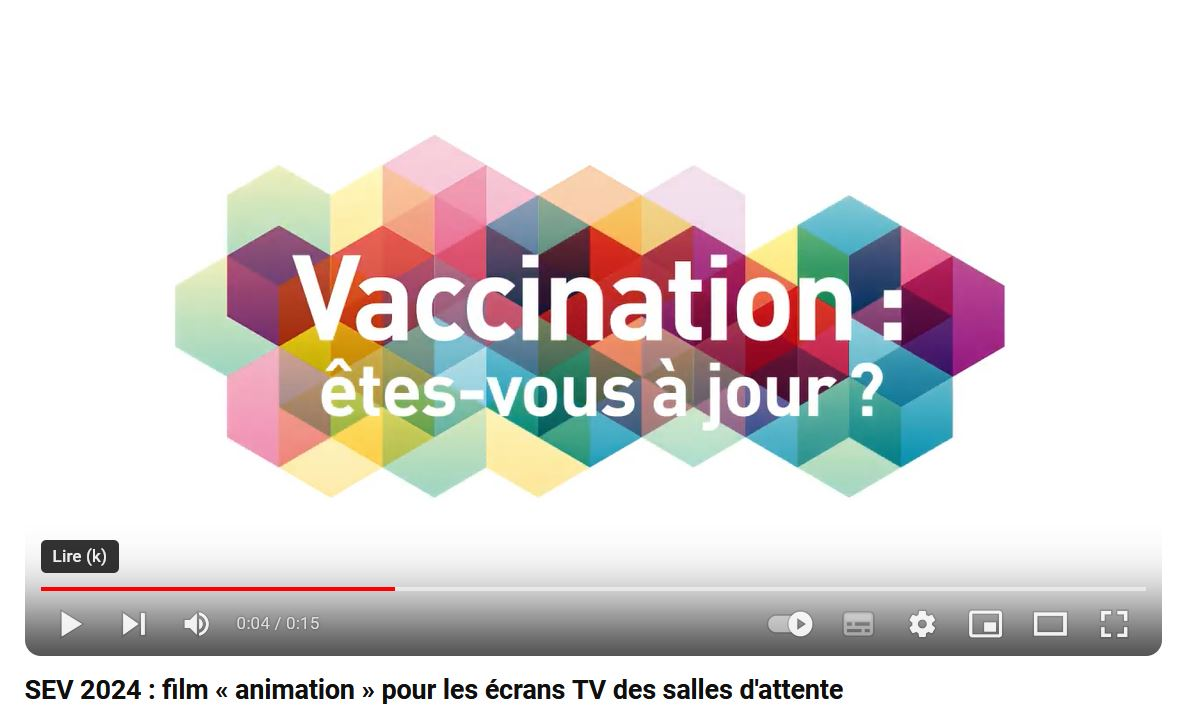 Vaccination :
êtes-vous à jour ?
Lire (k)
0:04 / 0:15
SEV 2024 : film « animation » pour les écrans TV des salles d'attente